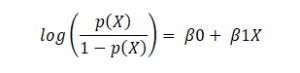 log(p(X)/(1 − p(X))) = β0 + β1X